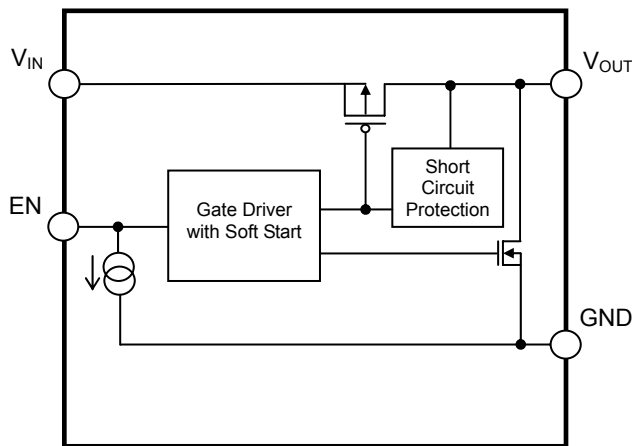 VIN
VOUT
Short
Circuit
Protection
EN
Gate Driver
with Soft Start
GND